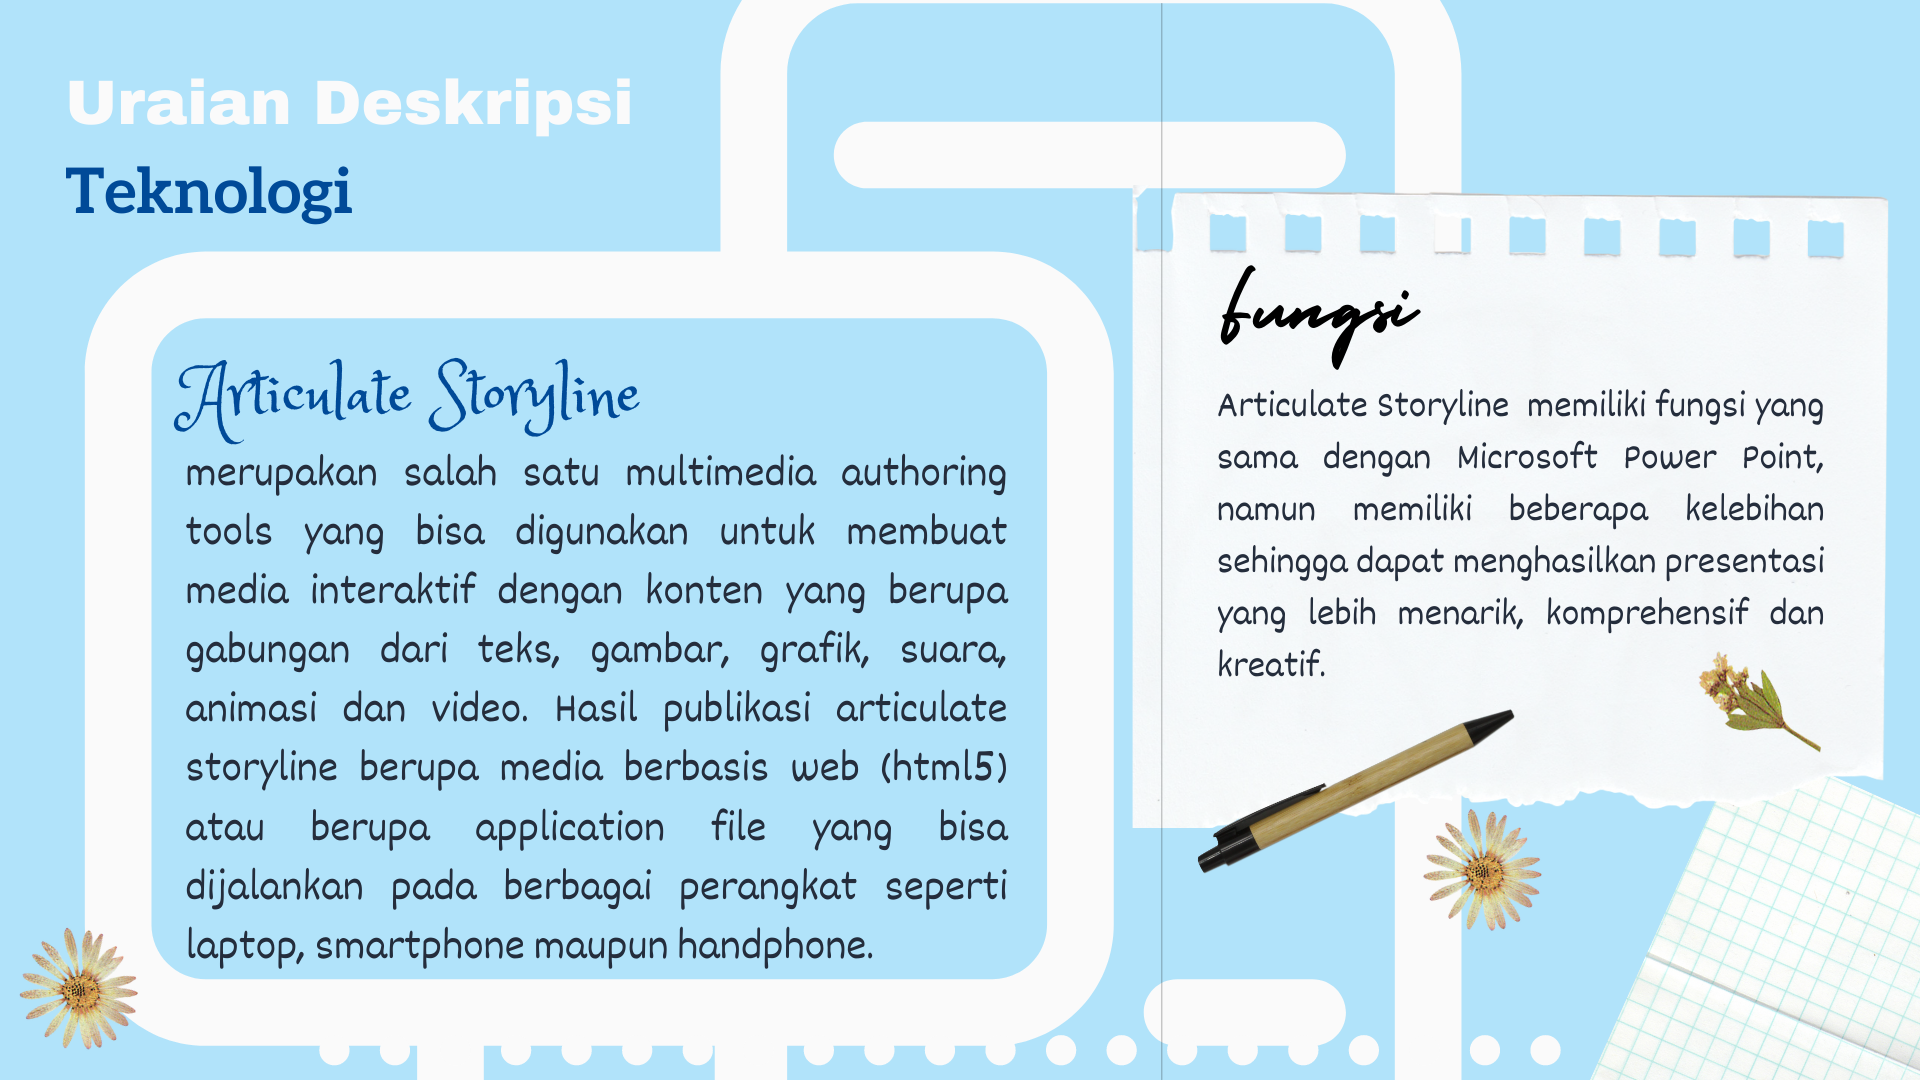 Uraian Deskripsi
Teknologi
Articulate Storyline
merupakan salah satu multimedia authoring
tools yang bisa digunakan untuk membuat
media interaktif dengan konten yang berupa
gabungan dari teks, gambar, grafik, suara,
animasi dan video. Hasil publikasi articulate
storyline berupa media berbasis web (html5)
atau berupa application file yang bisa
dijalankan pada berbagai perangkat seperti
laptop, smartphone maupun handphone.
fungsi
Articulate Storyline memiliki fungsi yang
sama dengan Microsoft Power Point,
namun memiliki beberapa kelebihan
sehingga dapat menghasilkan presentasi
yang lebih menarik, komprehensif dan
kreatif.